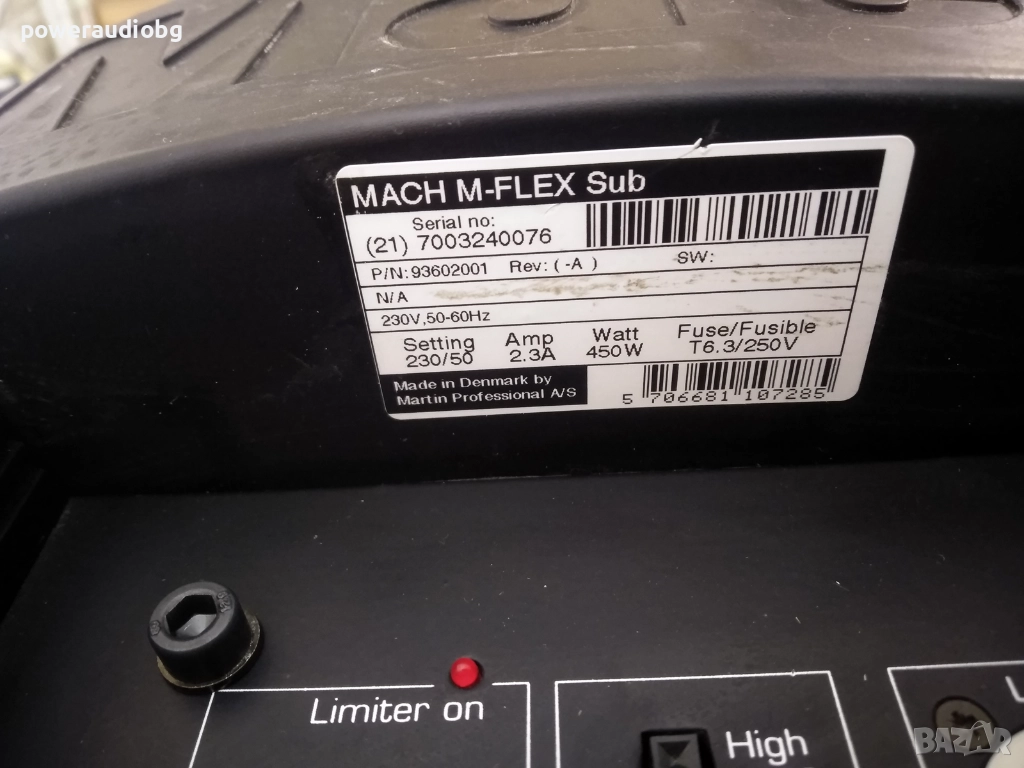 poweraudiobg
MACH M-FLEX Sub
Serial no:
(21) 7003240076
P/N:93602001 Rev: ( -A ) SW:
N/A
230V,50-60Hz
Setting Amp Watt Fuse/Fusible
230/50 2.3A 450W T6.3/250V
Made in Denmark by
Martin Professional A/S
5 706681 107285
Limiter on
High
BAZAR